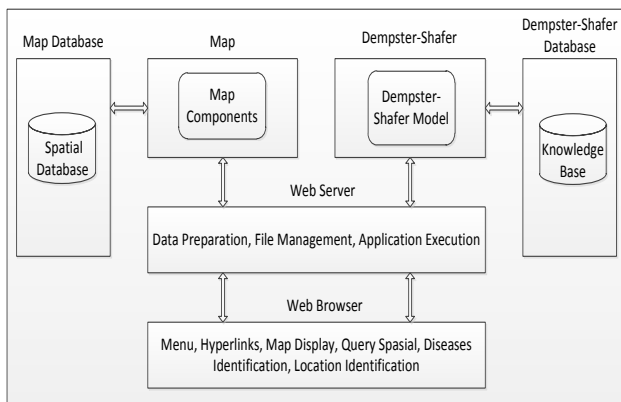 Map Database
Map
Dempster-Shafer
Dempster-Shafer
Database
Spatial
Database
Map
Components
Dempster-
Shafer Model
Knowledge
Base
Web Server
Data Preparation, File Management, Application Execution
Web Browser
Menu, Hyperlinks, Map Display, Query Spasial, Diseases
Identification, Location Identification